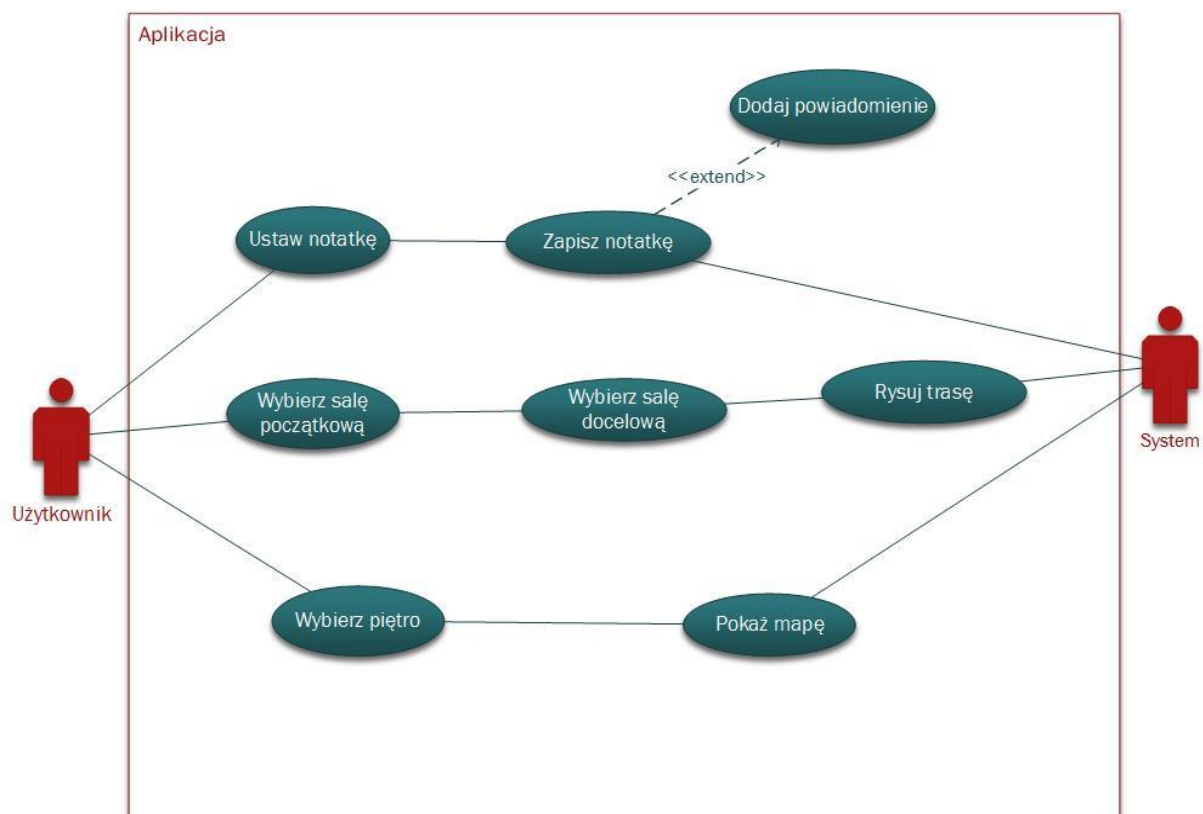 Aplikacja
Dodaj powiadomienie
<<extend>>
Ustaw notatkę
Zapisz notatkę
Wybierz salę
początkową
Wybierz salę
docelową
Rysuj trasę
System
Użytkownik
Wybierz piętro
Pokaż mapę